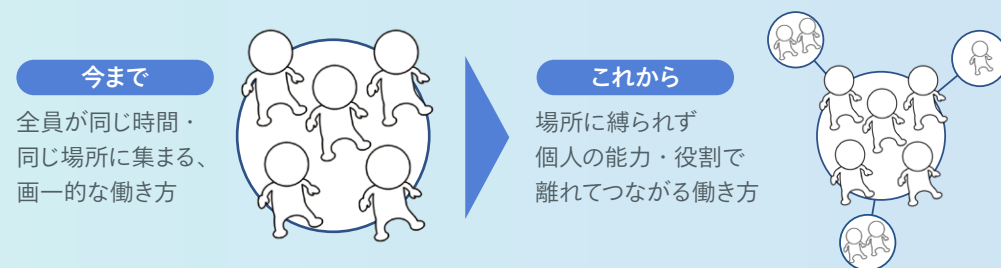 今まで
全員が同じ時間・
同じ場所に集まる、
画一的な働き方
これから
場所に縛られず
個人の能力・役割で
離れてつながる働き方